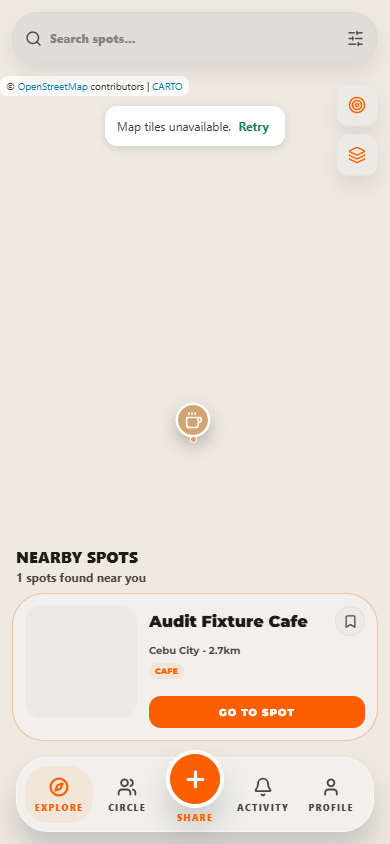 Search spots...
© OpenStreetMap contributors | CARTO
Map tiles unavailable. Retry
NEARBY SPOTS
1 spots found near you
Audit Fixture Cafe
Cebu City - 2.7km
CAFE
GO TO SPOT
EXPLORE CIRCLE SHARE ACTIVITY PROFILE